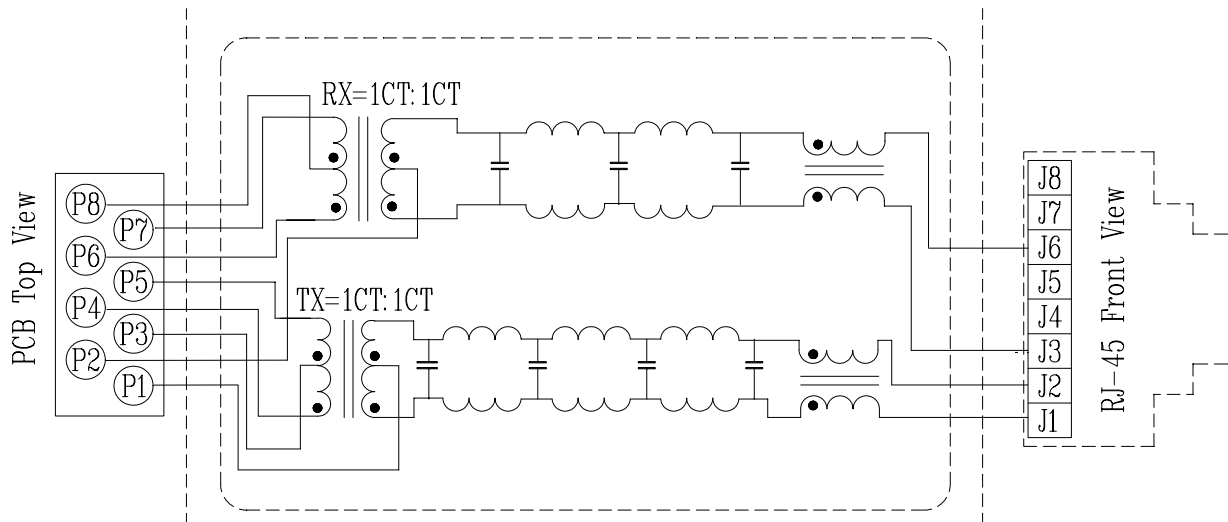 RX=1CT:1CT
PCB Top View
P8
P7
P6
P5
P4
P3
P2
P1
TX=1CT:1CT
J8
J7
J6
J5
J4
J3
J2
J1
RJ-45 Front View